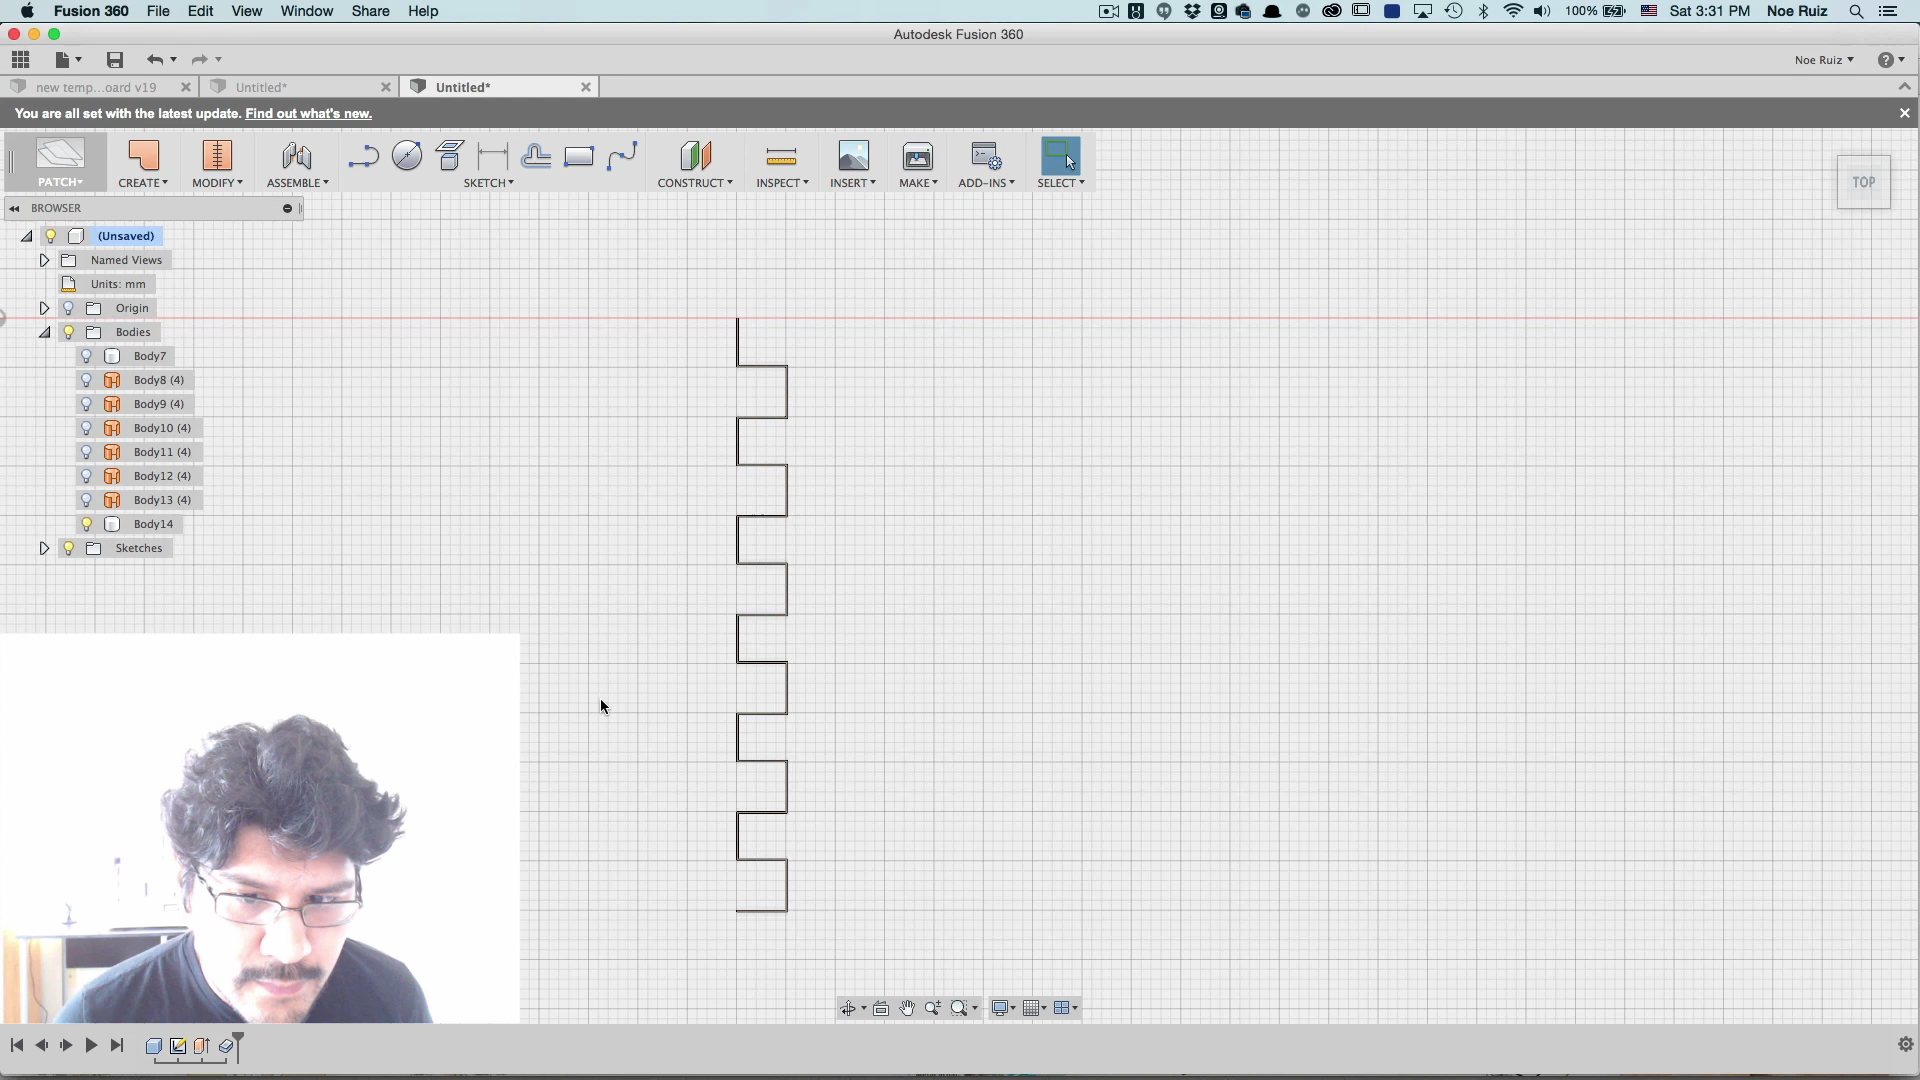 Fusion 360 File Edit View Window Share Help 100% Sat 3:31 PM Noe Ruiz
Autodesk Fusion 360
Noe Ruiz
new temp...oard v19 Untitled* Untitled*
You are all set with the latest update. Find out what's new.
PATCH CREATE MODIFY ASSEMBLE SKETCH CONSTRUCT INSPECT INSERT MAKE ADD-INS SELECT
TOP
BROWSER
(Unsaved)
Named Views
Units: mm
Origin
Bodies
Body7
Body8 (4)
Body9 (4)
Body10 (4)
Body11 (4)
Body12 (4)
Body13 (4)
Body14
Sketches